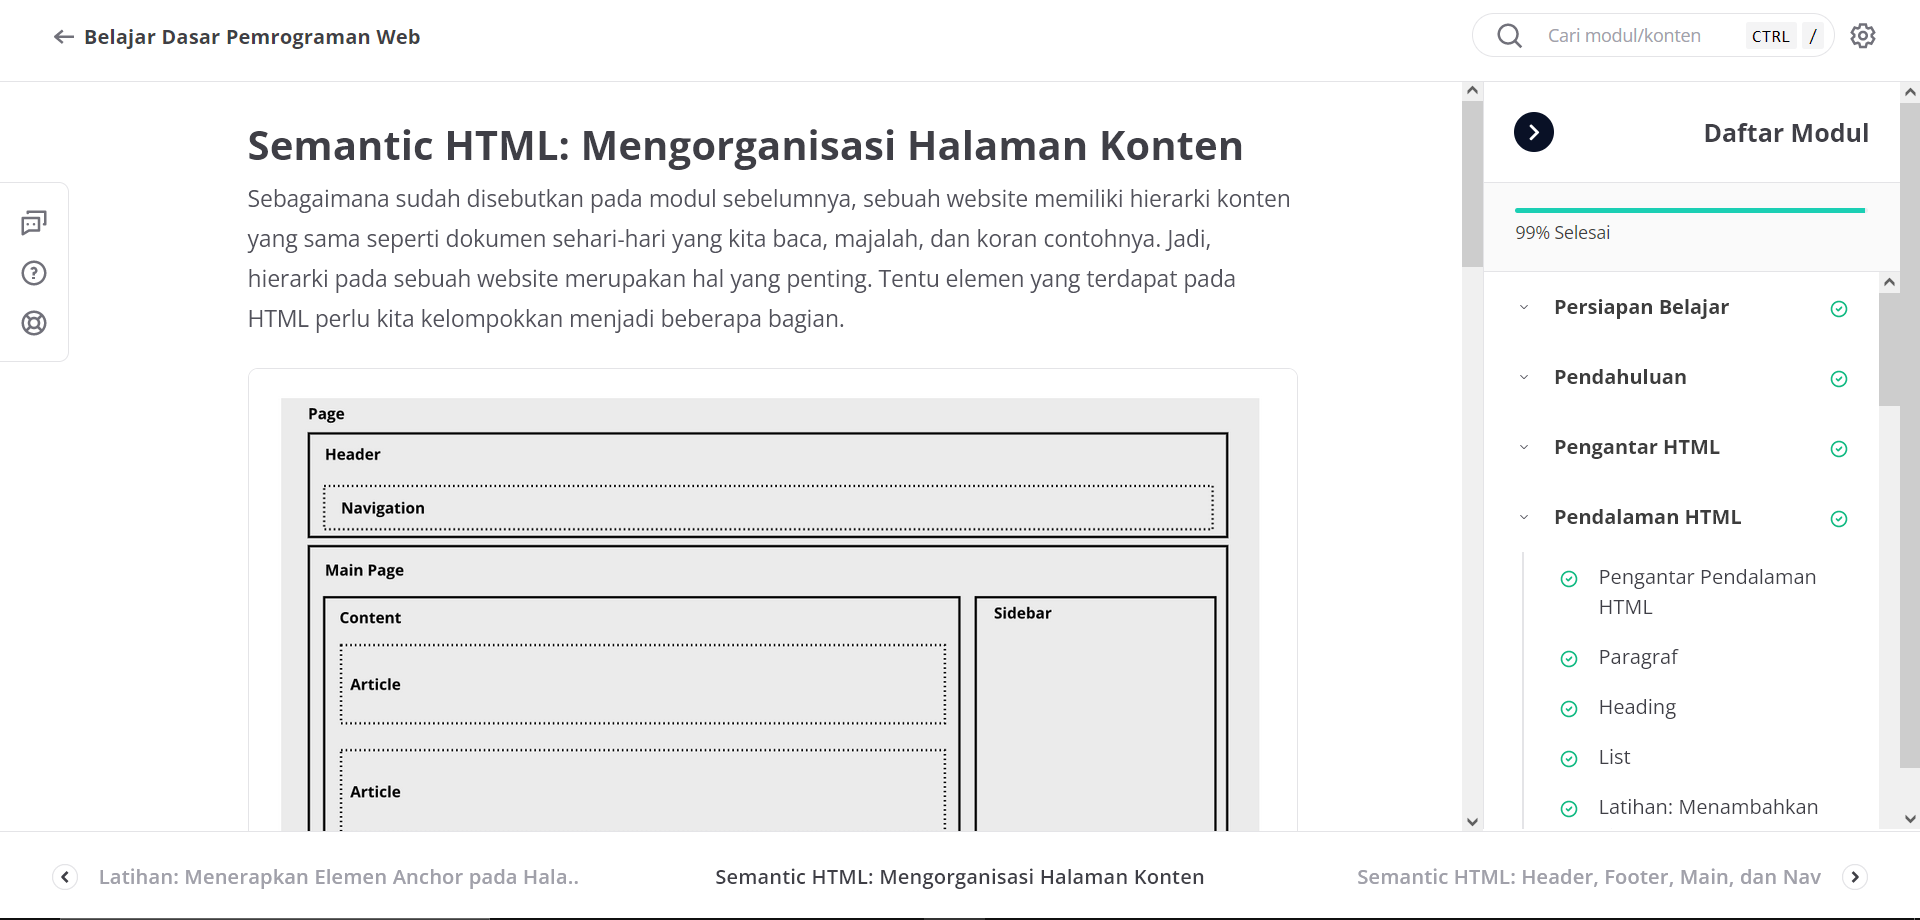 Belajar Dasar Pemrograman Web
Cari modul/konten CTRL /
Semantic HTML: Mengorganisasi Halaman Konten
Sebagaimana sudah disebutkan pada modul sebelumnya, sebuah website memiliki hierarki konten
yang sama seperti dokumen sehari-hari yang kita baca, majalah, dan koran contohnya. Jadi,
hierarki pada sebuah website merupakan hal yang penting. Tentu elemen yang terdapat pada
HTML perlu kita kelompokkan menjadi beberapa bagian.
Page
Header
Navigation
Main Page
Content
Sidebar
Article
Article
Daftar Modul
99% Selesai
Persiapan Belajar
Pendahuluan
Pengantar HTML
Pendalaman HTML
Pengantar Pendalaman
HTML
Paragraf
Heading
List
Latihan: Menambahkan
Latihan: Menerapkan Elemen Anchor pada Hala..
Semantic HTML: Mengorganisasi Halaman Konten
Semantic HTML: Header, Footer, Main, dan Nav